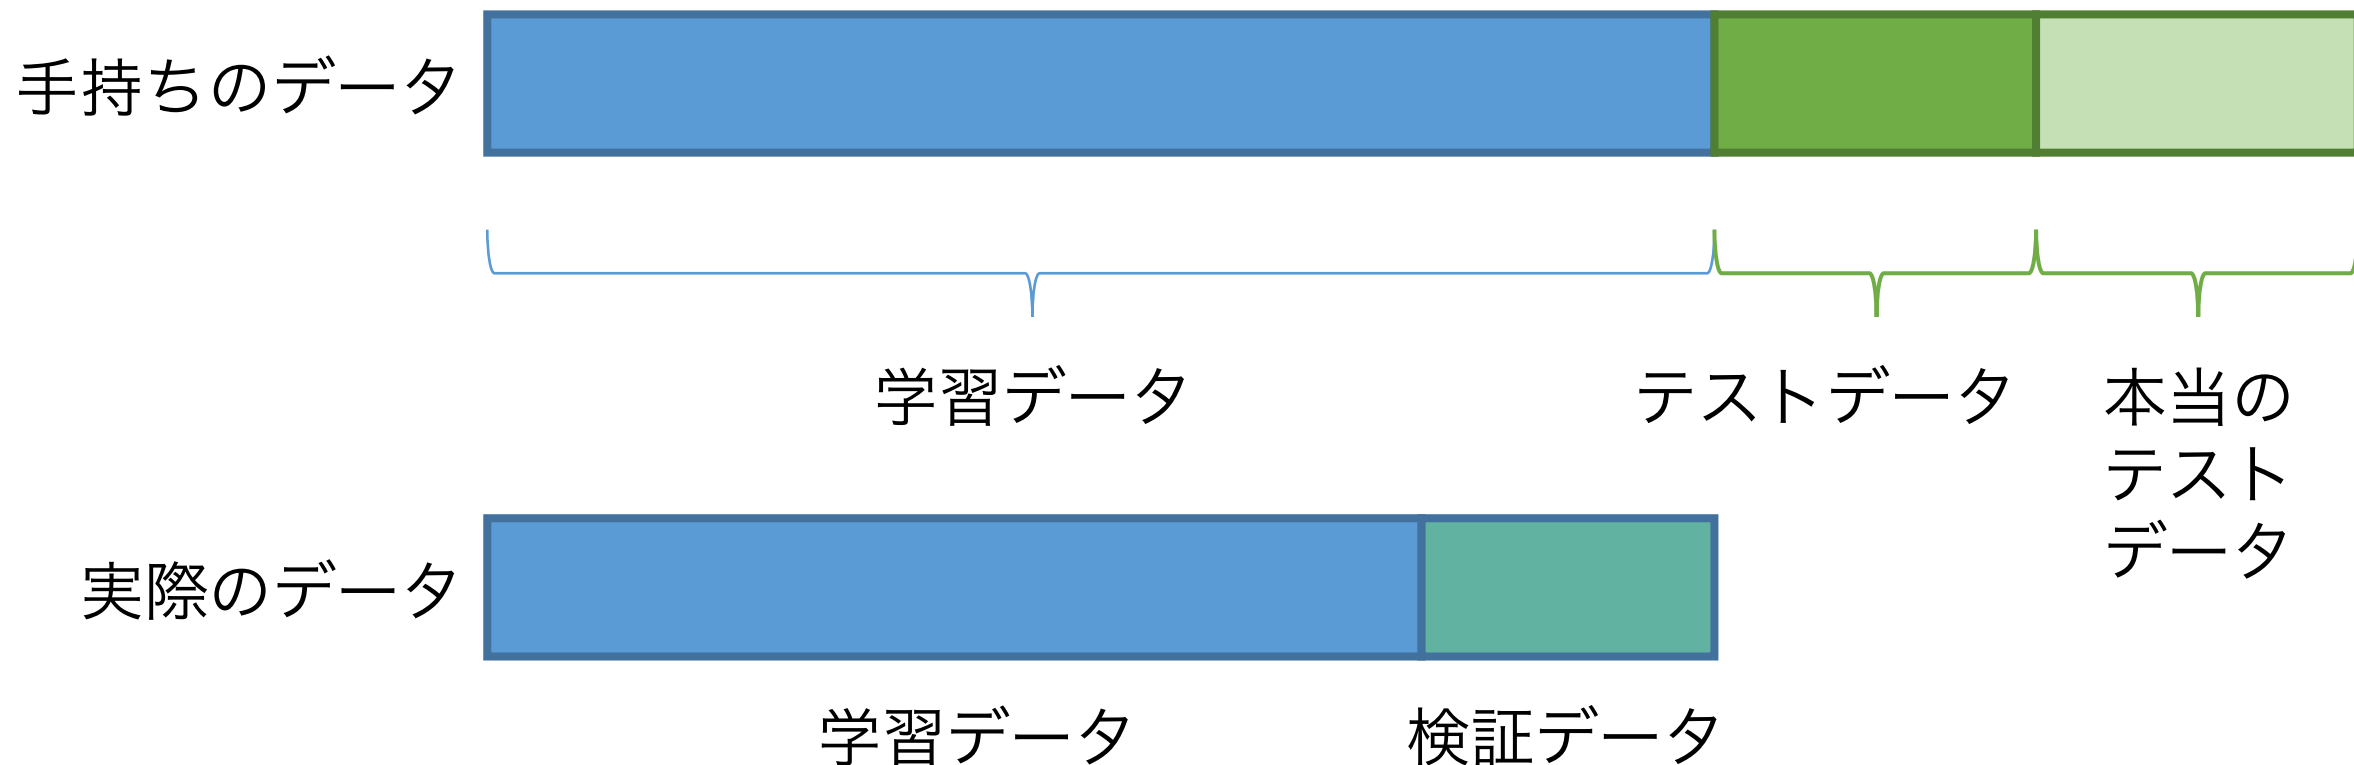 手持ちのデータ
学習データ
テストデータ
本当の
テスト
データ
実際のデータ
学習データ
検証データ